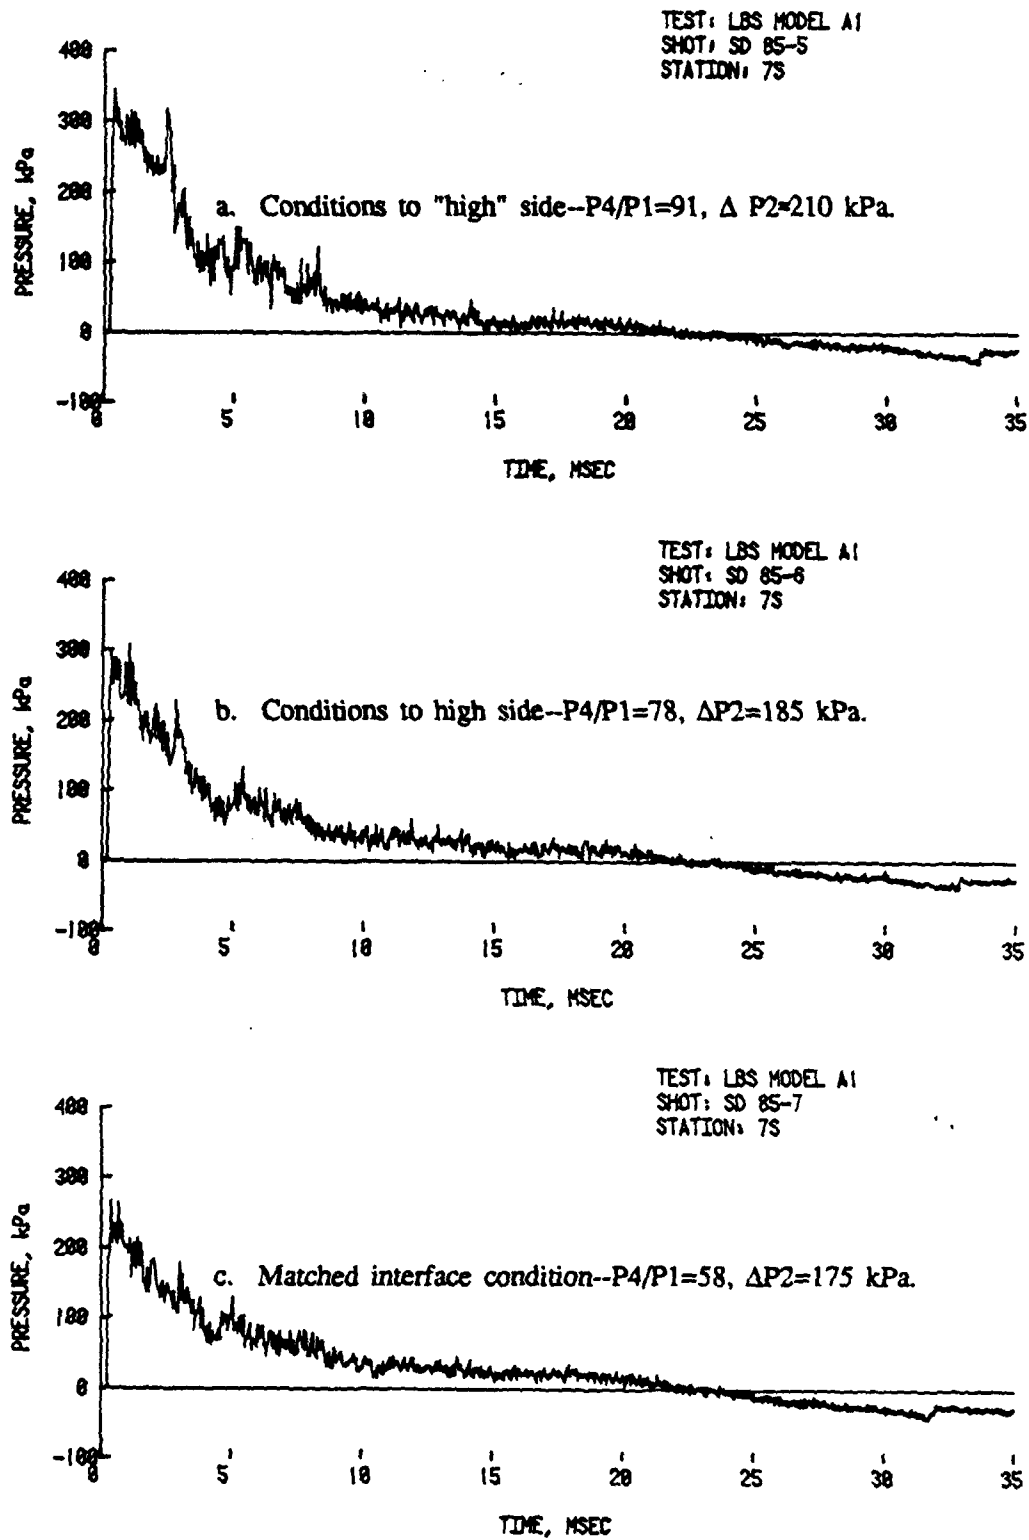 TEST: LBS MODEL A1
SHOT: SD 85-5
STATION: 7S
400
300
200
100
0
-100
PRESSURE, kPa
a. Conditions to "high" side--P4/P1=91, Δ P2=210 kPa.
0 5 10 15 20 25 30 35
TIME, MSEC
TEST: LBS MODEL A1
SHOT: SD 85-6
STATION: 7S
400
300
200
100
0
-100
PRESSURE, kPa
b. Conditions to high side--P4/P1=78, ΔP2=185 kPa.
0 5 10 15 20 25 30 35
TIME, MSEC
TEST: LBS MODEL A1
SHOT: SD 85-7
STATION: 7S
400
300
200
100
0
-100
PRESSURE, kPa
c. Matched interface condition--P4/P1=58, ΔP2=175 kPa.
0 5 10 15 20 25 30 35
TIME, MSEC